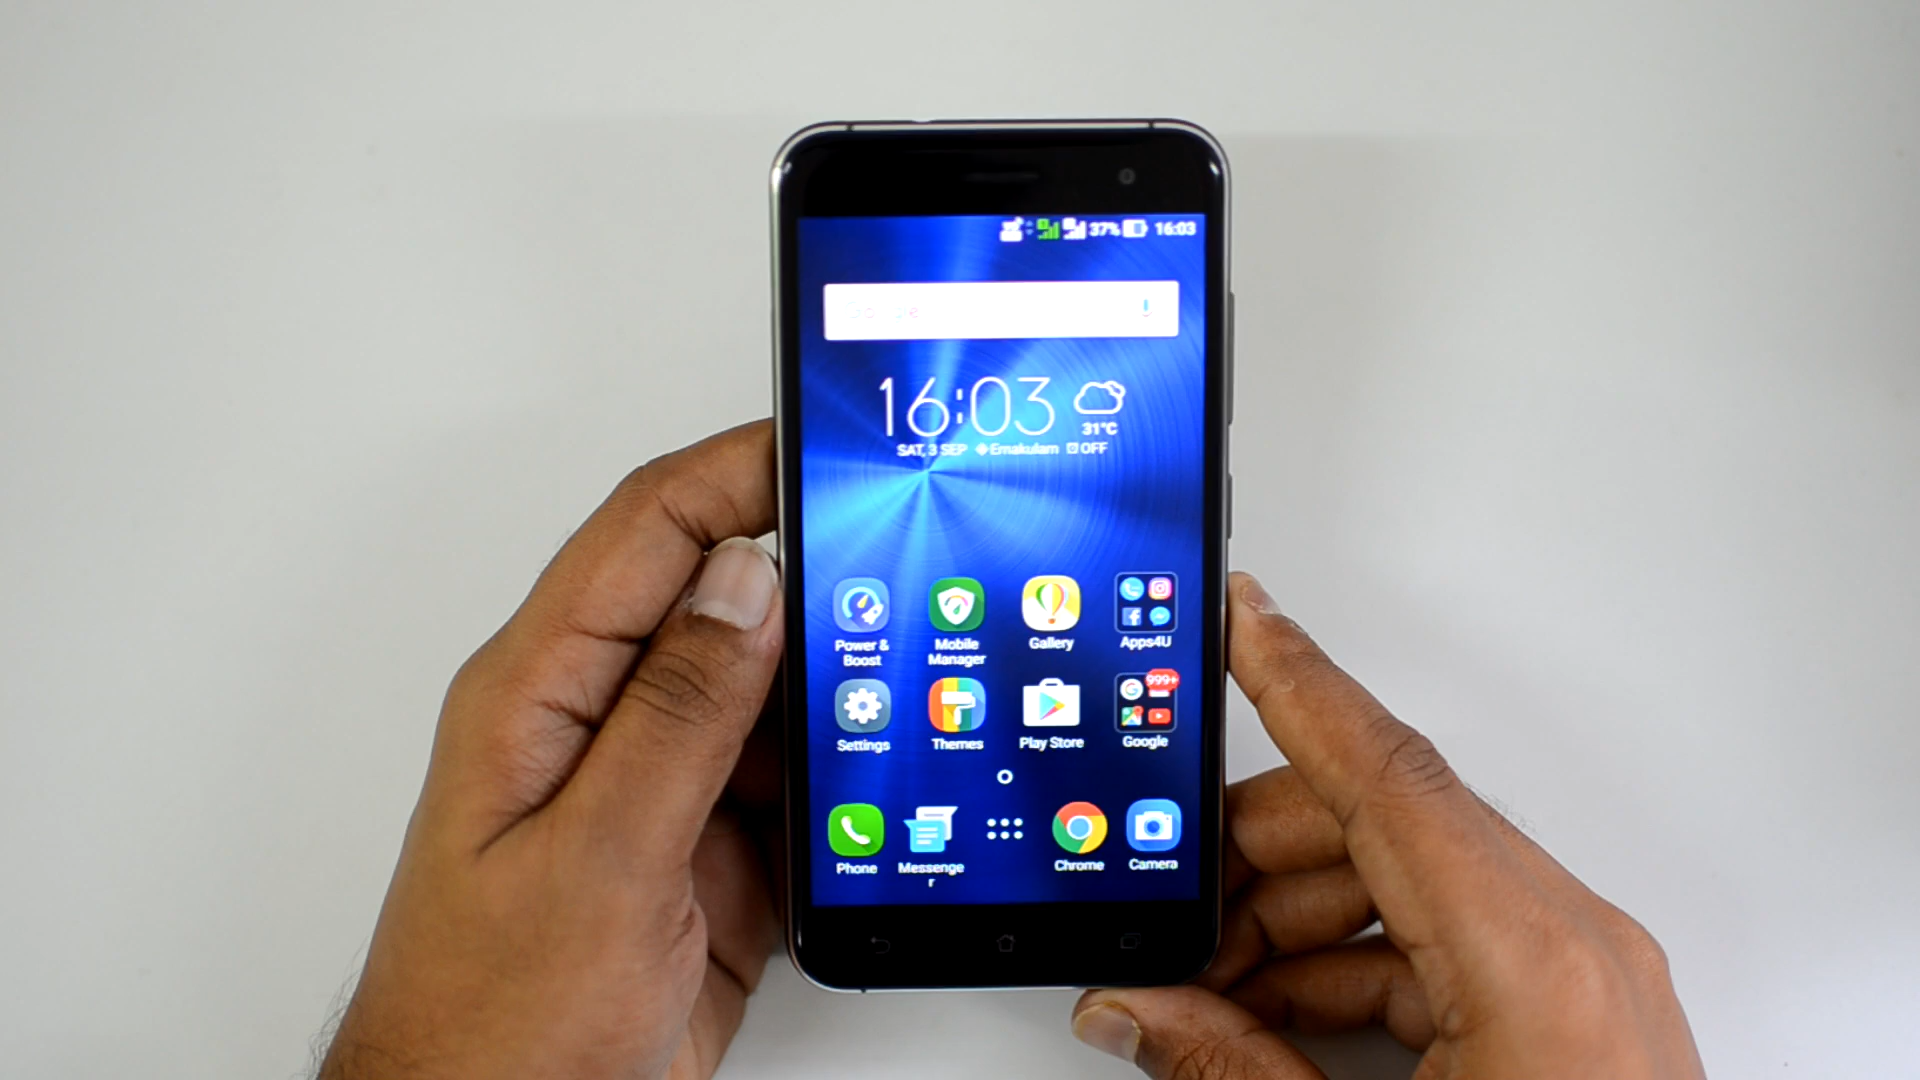 37% 16:03
Google
16:03
31°C
SAT, 3 SEP Ernakulam OFF
Power & Boost
Mobile Manager
Gallery
Apps4U
999+
Settings
Themes
Play Store
Google
Phone
Messenge
r
Chrome
Camera